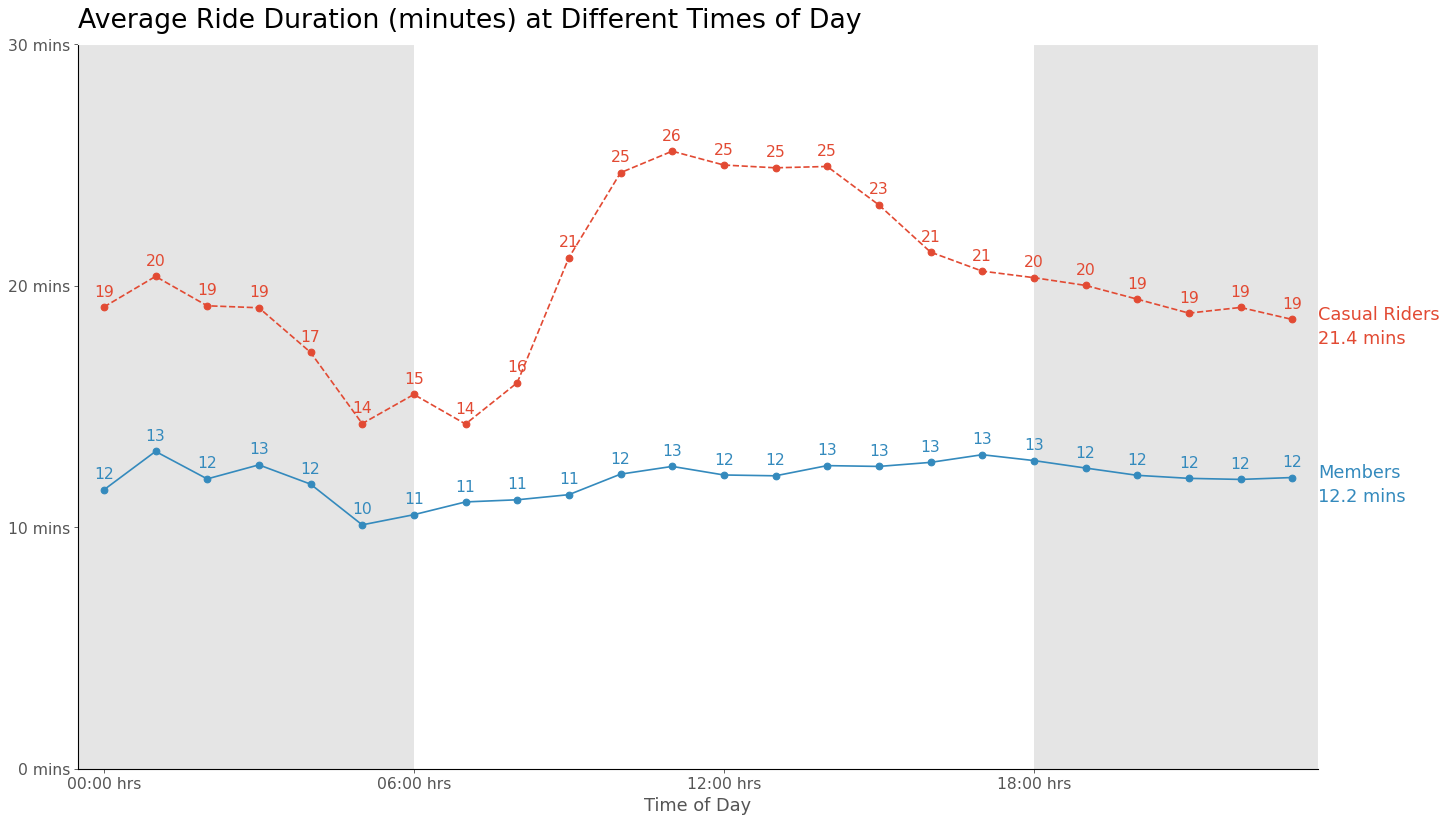 Average Ride Duration (minutes) at Different Times of Day
30 mins
20 mins
10 mins
0 mins
19 20 19 19 17 14 15 14 16 21 25 26 25 25 25 23 21 21 20 20 19 19 19 19
Casual Riders
21.4 mins
12 13 12 13 12 10 11 11 11 11 12 13 12 12 13 13 13 13 13 12 12 12 12 12
Members
12.2 mins
00:00 hrs 06:00 hrs 12:00 hrs 18:00 hrs
Time of Day